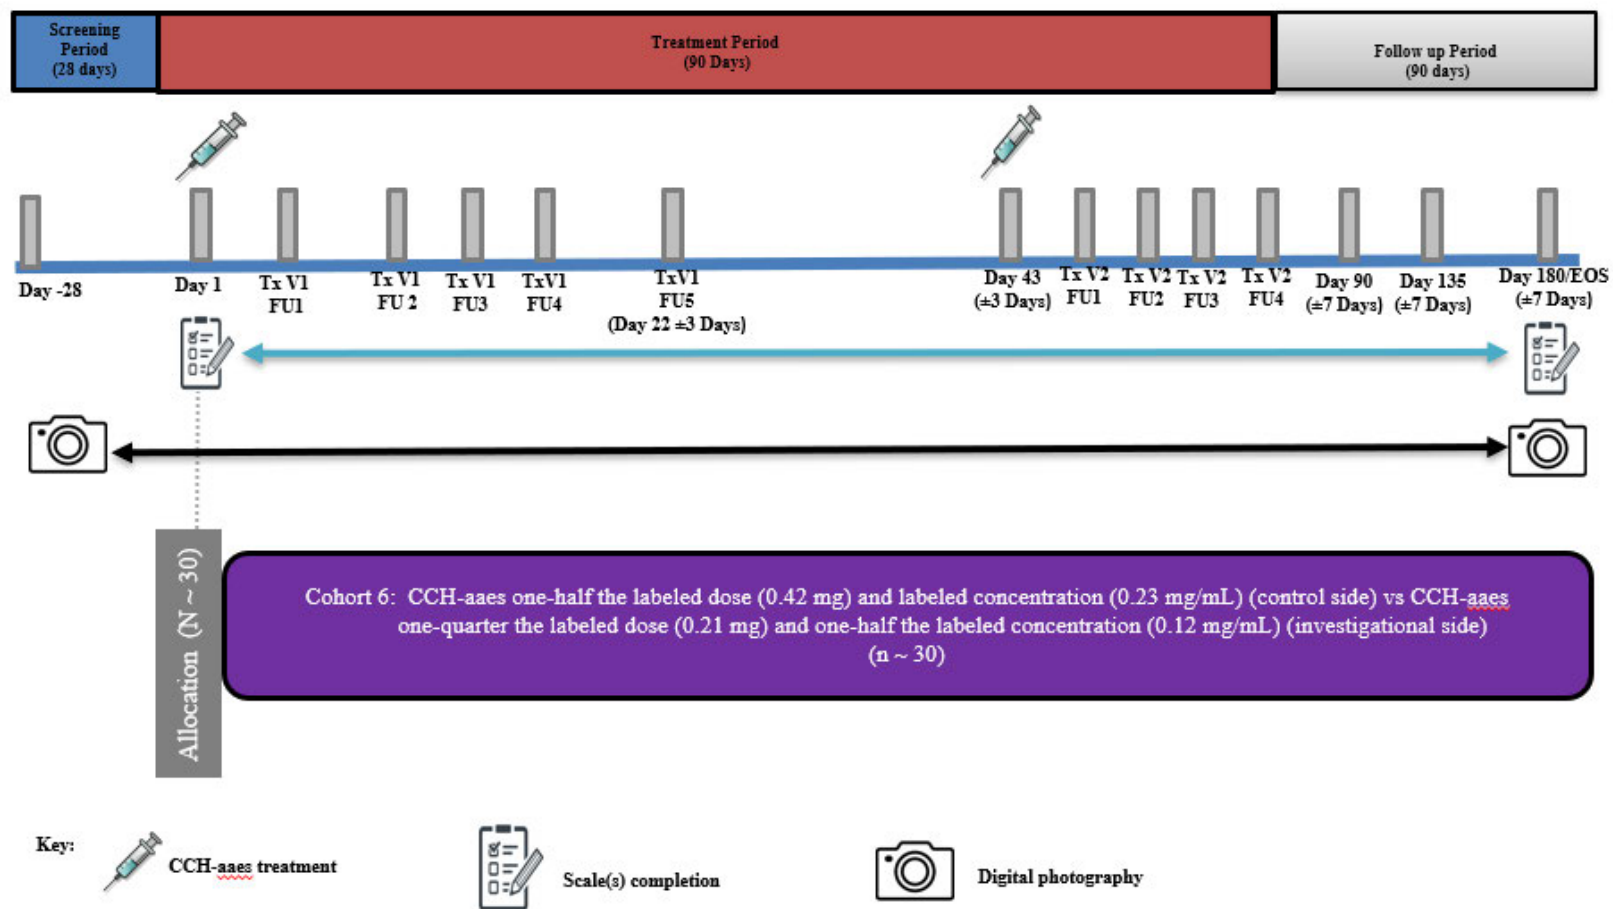 Screening
Period
(28 days)
Treatment Period
(90 Days)
Follow up Period
(90 days)
Day -28
Day 1
Tx V1
FU1
Tx V1
FU 2
Tx V1
FU3
TxV1
FU4
TxV1
FU5
(Day 22 ±3 Days)
Day 43
(±3 Days)
Tx V2
FU1
Tx V2
FU2
Tx V2
FU3
Tx V2
FU4
Day 90
(±7 Days)
Day 135
(±7 Days)
Day 180/EOS
(±7 Days)
Allocation (N ~ 30)
Cohort 6: CCH-aaes one-half the labeled dose (0.42 mg) and labeled concentration (0.23 mg/mL) (control side) vs CCH-aaes
one-quarter the labeled dose (0.21 mg) and one-half the labeled concentration (0.12 mg/mL) (investigational side)
(n ~ 30)
Key:
CCH-aaes treatment
Scale(s) completion
Digital photography